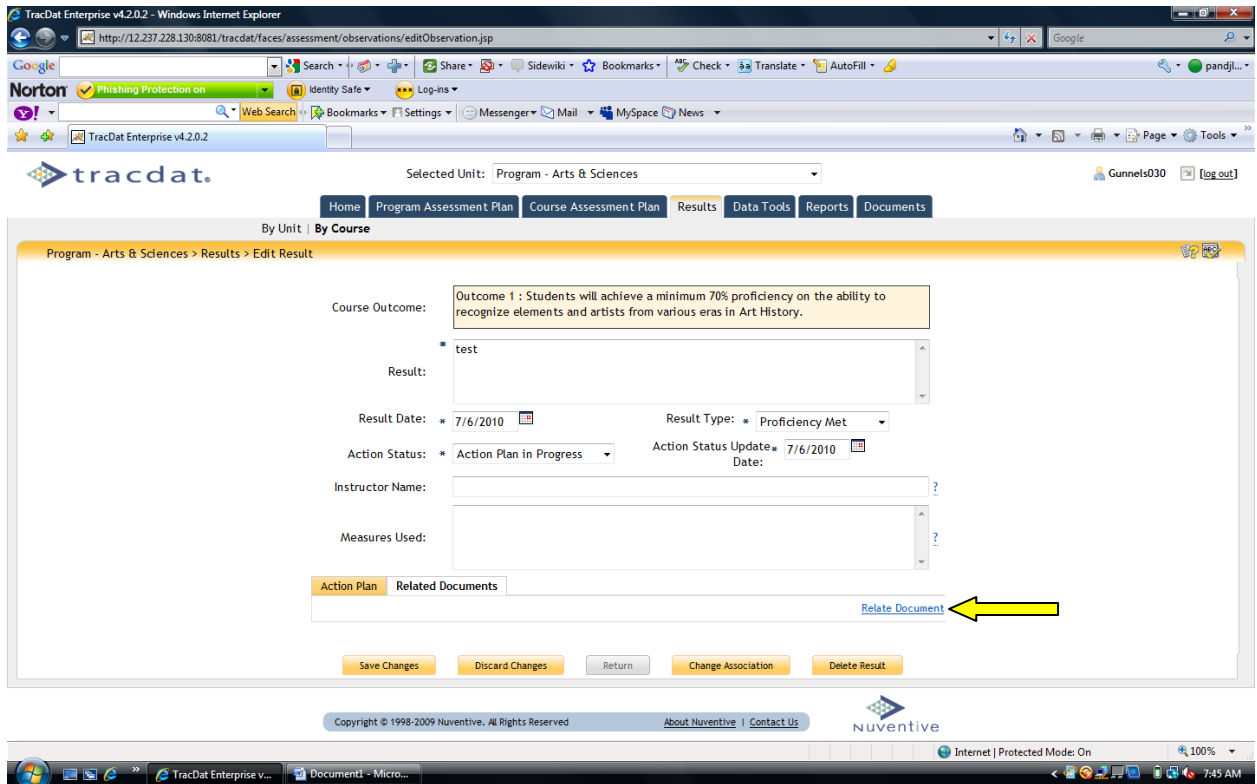 TracDat Enterprise v4.2.0.2 - Windows Internet Explorer
http://12.237.228.130:8081/tracdat/faces/assessment/observations/editObservation.jsp
Google
Google Search Share Sidewiki Bookmarks Check Translate AutoFill pandjl...
Norton Phishing Protection on Identity Safe Log-ins
Y! Web Search Bookmarks Settings Messenger Mail MySpace News
TracDat Enterprise v4.2.0.2 Page Tools
tracdat. Selected Unit: Program - Arts & Sciences Gunnels030 [log out]
Home Program Assessment Plan Course Assessment Plan Results Data Tools Reports Documents
By Unit | By Course
Program - Arts & Sciences > Results > Edit Result
Course Outcome: Outcome 1 : Students will achieve a minimum 70% proficiency on the ability to
recognize elements and artists from various eras in Art History.
* test
Result:
Result Date: * 7/6/2010 Result Type: * Proficiency Met
Action Status: * Action Plan in Progress Action Status Update * 7/6/2010
Date:
Instructor Name: ?
Measures Used: ?
Action Plan Related Documents
Relate Document
Save Changes Discard Changes Return Change Association Delete Result
Copyright © 1998-2009 Nuventive. All Rights Reserved About Nuventive | Contact Us
nuventive
Internet | Protected Mode: On 100%
TracDat Enterprise v... Document1 - Micro... 7:45 AM